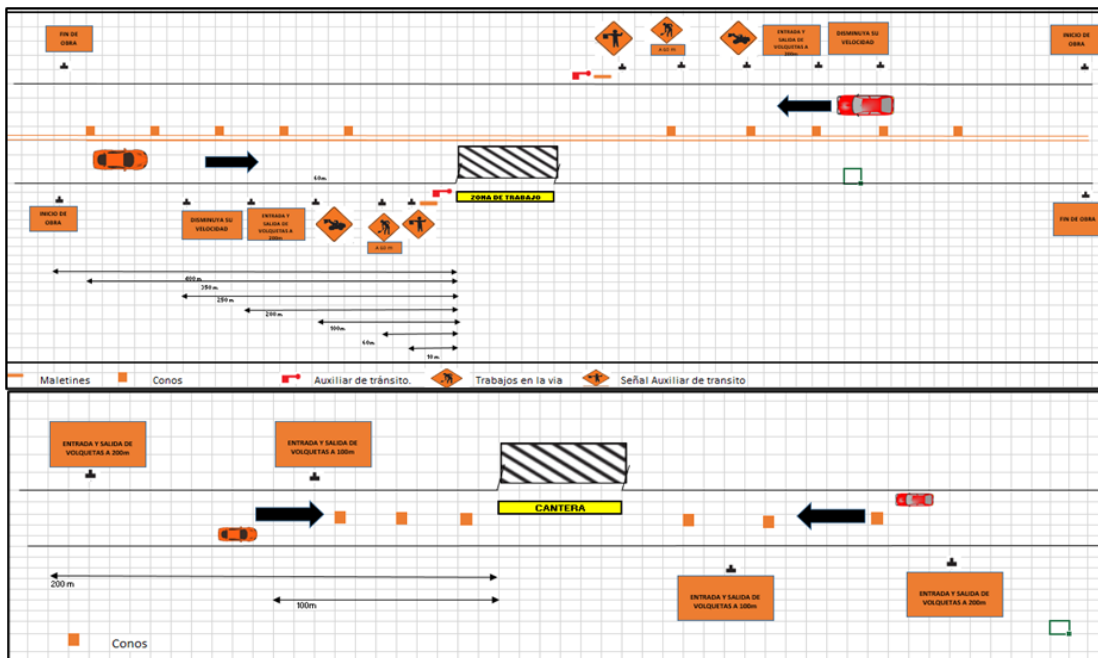 FIN DE
OBRA
A 60 m
ENTRADA Y
SALIDA DE
VOLQUETAS A
200m
DISMINUYA SU
VELOCIDAD
INICIO DE
OBRA
60m.
ZONA DE TRABAJO
INICIO DE
OBRA
DISMINUYA SU
VELOCIDAD
ENTRADA Y
SALIDA DE
VOLQUETAS A
200m
A 60 m
FIN DE OBRA
400 m.
350 m.
250 m.
200 m.
100m.
60m.
10 m.
Maletines
Conos
Auxiliar de tránsito.
Trabajos en la via
Señal Auxiliar de transito
ENTRADA Y SALIDA DE
VOLQUETAS A 200m
ENTRADA Y SALIDA DE
VOLQUETAS A 100m
CANTERA
200 m
100m
ENTRADA Y SALIDA DE
VOLQUETAS A 100m
ENTRADA Y SALIDA DE
VOLQUETAS A 200m
Conos